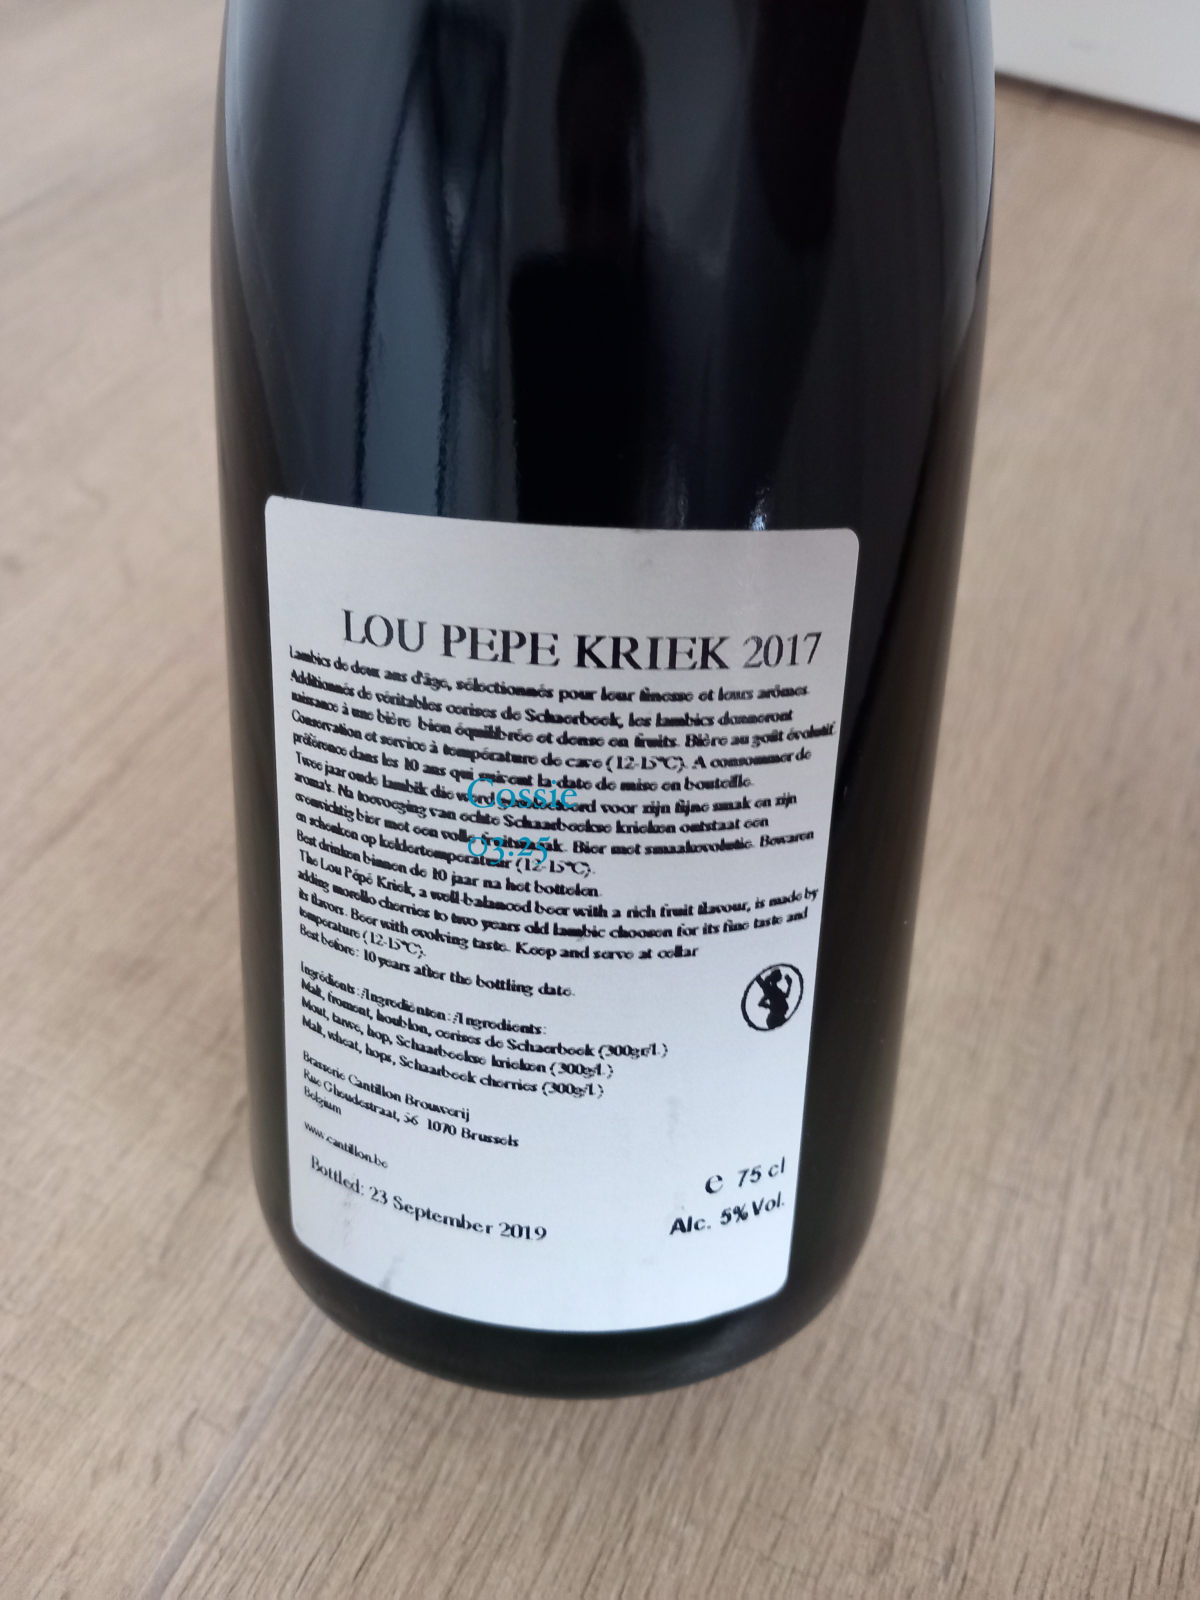 LOU PEPE KRIEK 2017
Lambics de deux ans d'âge, sélectionnés pour leur finesse et leurs arômes.
Additionnés de véritables cerises de Schaerbeek, les lambics donneront
naissance à une bière bien équilibrée et dense en fruits. Bière au goût évolutif.
Conservation et service à température de cave (12-15°C). A consommer de
préférence dans les 10 ans qui suivent la date de mise en bouteille.
Twee jaar oude lambik die word voor zijn fijne smak en zijn
aroma's. Na toevoeging van echte Schaarbeekse krieken ontstaat een
evenwichtig bier met een volle fruitsmaak. Bier met smaakevolutie. Bewaren
en schenken op keldertemperatuur (12-15°C).
Best drinken binnen de 10 jaar na het bottelen.
The Lou Pépé Kriek, a well-balanced beer with a rich fruit flavour, is made by
adding morello cherries to two years old lambic choosen for its fine taste and
its flavors. Beer with evolving taste. Keep and serve at cellar
temperature (12-15°C).
Best before: 10 years after the bottling date.
Ingrédients :/Ingrediënten :/Ingredients:
Malt, froment, houblon, cerises de Schaerbeek (300gr/l.)
Mout, tarwe, hop, Schaarbeekse krieken (300g/l.)
Malt, wheat, hops, Schaarbeek cherries (300g/l.)
Brasserie Cantillon Brouwerij
Rue Gheudestraat, 56 1070 Brussels
Belgium
www.cantillon.be
Bottled: 23 September 2019
e 75 cl
Alc. 5% Vol.
Cossie
03.25